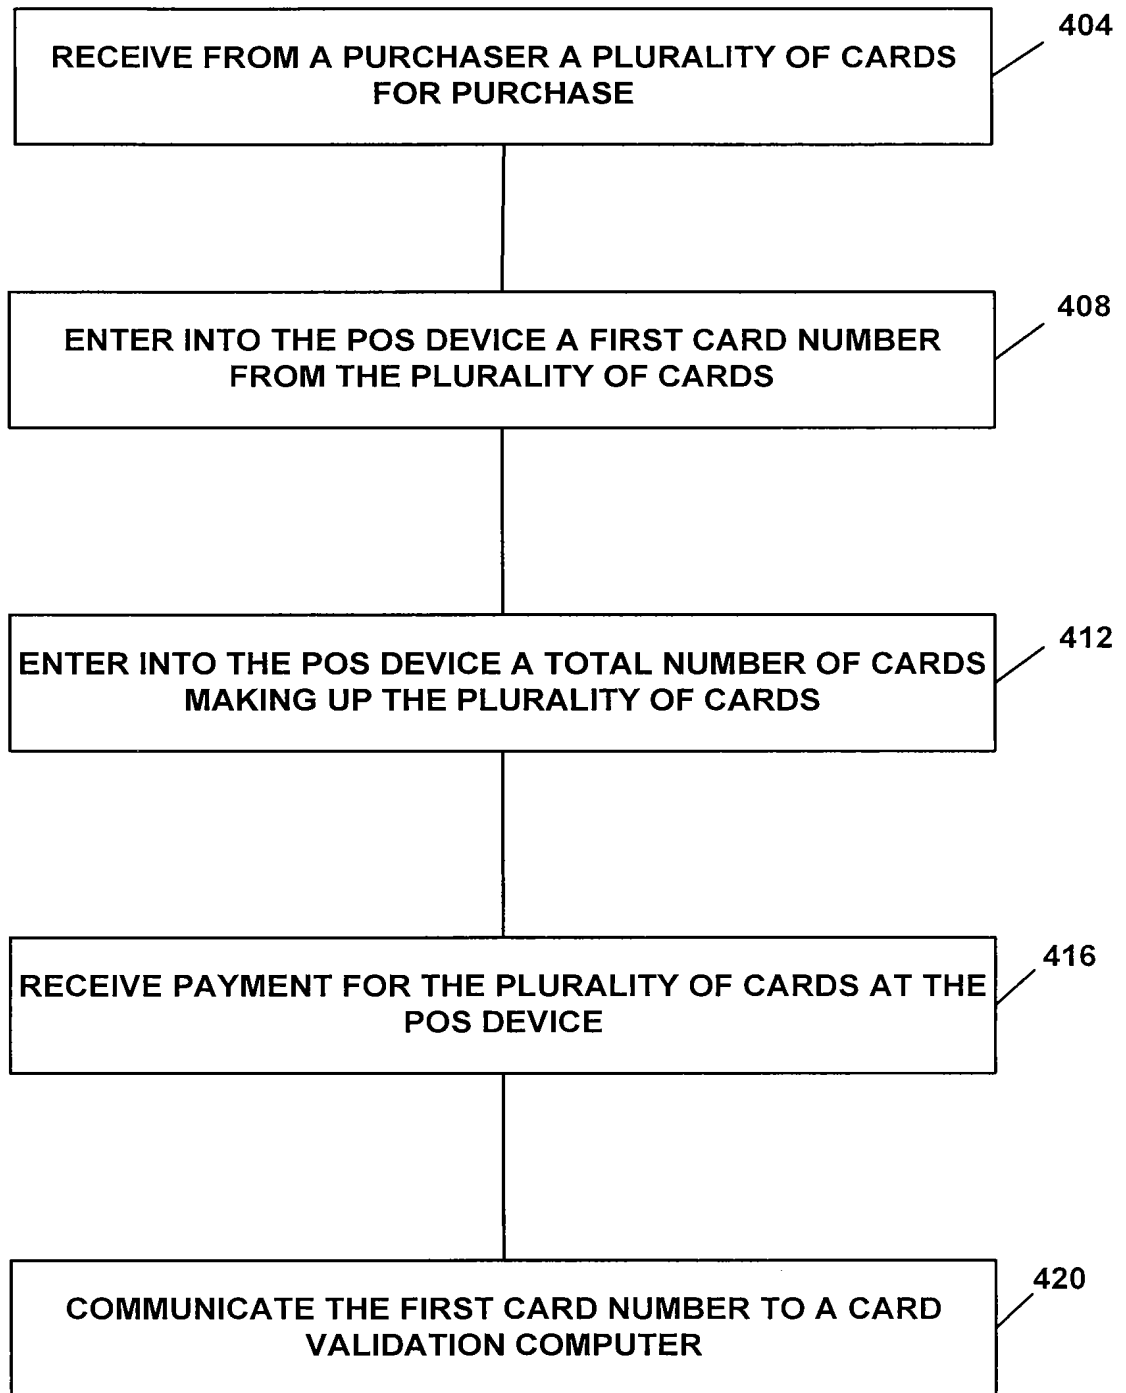 RECEIVE FROM A PURCHASER A PLURALITY OF CARDS
FOR PURCHASE
404
ENTER INTO THE POS DEVICE A FIRST CARD NUMBER
FROM THE PLURALITY OF CARDS
408
ENTER INTO THE POS DEVICE A TOTAL NUMBER OF CARDS
MAKING UP THE PLURALITY OF CARDS
412
RECEIVE PAYMENT FOR THE PLURALITY OF CARDS AT THE
POS DEVICE
416
COMMUNICATE THE FIRST CARD NUMBER TO A CARD
VALIDATION COMPUTER
420